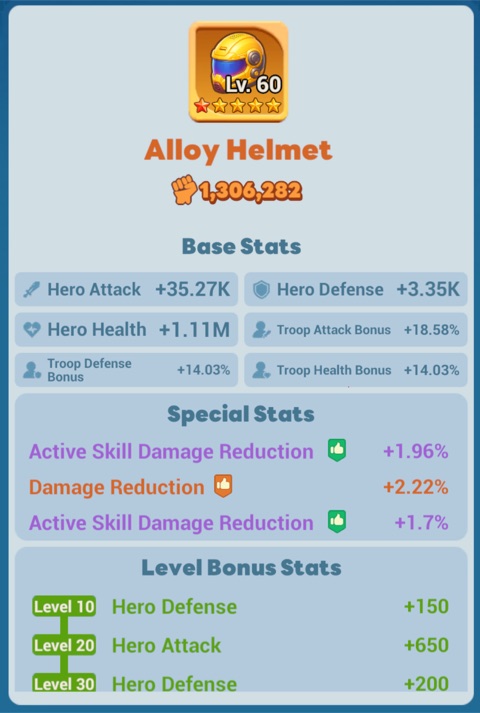 Lv. 60
Alloy Helmet
1,306,282
Base Stats
Hero Attack +35.27K
Hero Defense +3.35K
Hero Health +1.11M
Troop Attack Bonus +18.58%
Troop Defense
Bonus +14.03%
Troop Health Bonus +14.03%
Special Stats
Active Skill Damage Reduction +1.96%
Damage Reduction +2.22%
Active Skill Damage Reduction +1.7%
Level Bonus Stats
Level 10 Hero Defense +150
Level 20 Hero Attack +650
Level 30 Hero Defense +200